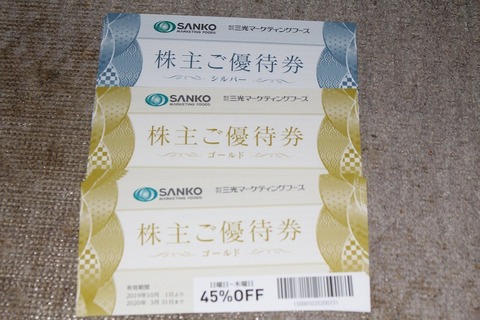 SANKO
MARKETING FOODS
株式会社 三光マーケティングフーズ
株主ご優待券
シルバー
SANKO
MARKETING FOODS
株式会社 三光マーケティングフーズ
株主ご優待券
ゴールド
SANKO
MARKETING FOODS
株式会社 三光マーケティングフーズ
株主ご優待券
ゴールド
有効期間
2019年10月 1日より
2020年 3月31日まで
日曜日~木曜日
45%OFF